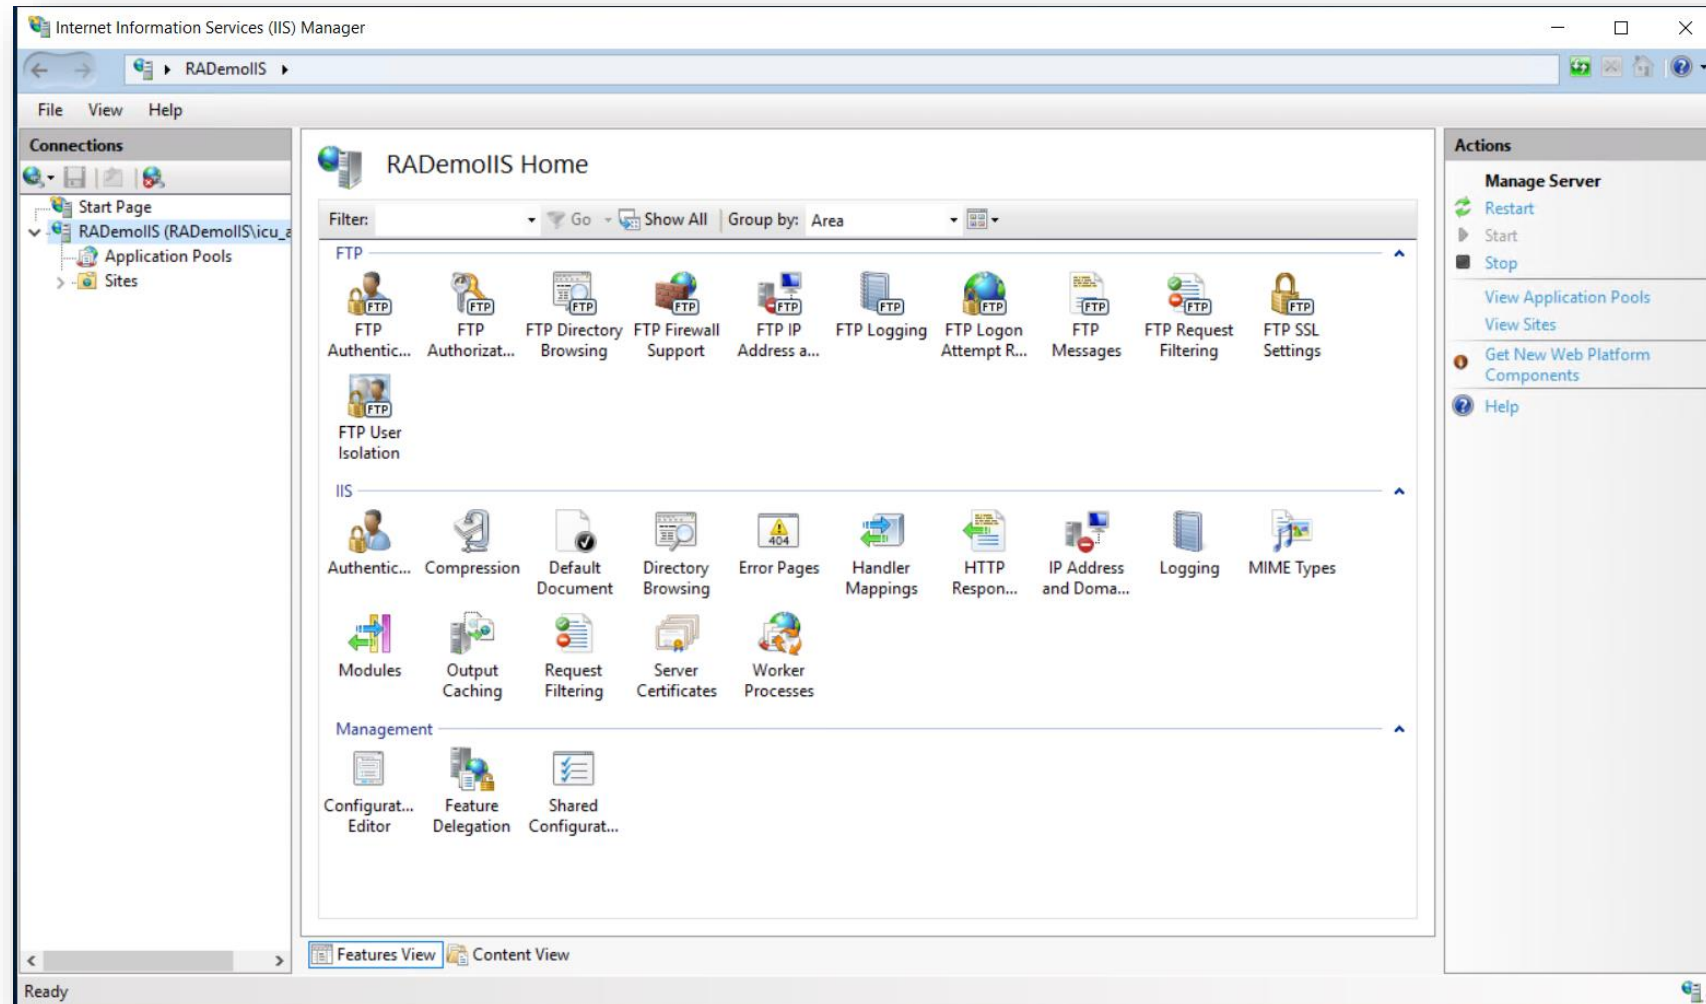 Internet Information Services (IIS) Manager
RADemoIIS
File View Help
Connections
Start Page
RADemoIIS (RADemoIIS\icu_a
Application Pools
Sites
RADemoIIS Home
Filter: Go Show All Group by: Area
FTP
FTP FTP FTP FTP FTP FTP FTP FTP FTP FTP
FTP FTP FTP Directory FTP Firewall FTP IP FTP Logging FTP Logon FTP FTP Request FTP SSL
Authentic... Authorizat... Browsing Support Address a... Attempt R... Messages Filtering Settings
FTP
FTP User
Isolation
IIS
404
Authentic... Compression Default Directory Error Pages Handler HTTP IP Address Logging MIME Types
Document Browsing Mappings Respon... and Doma...
Modules Output Request Server Worker
Caching Filtering Certificates Processes
Management
Configurat... Feature Shared
Editor Delegation Configurat...
Features View Content View
Actions
Manage Server
Restart
Start
Stop
View Application Pools
View Sites
Get New Web Platform
Components
Help
Ready